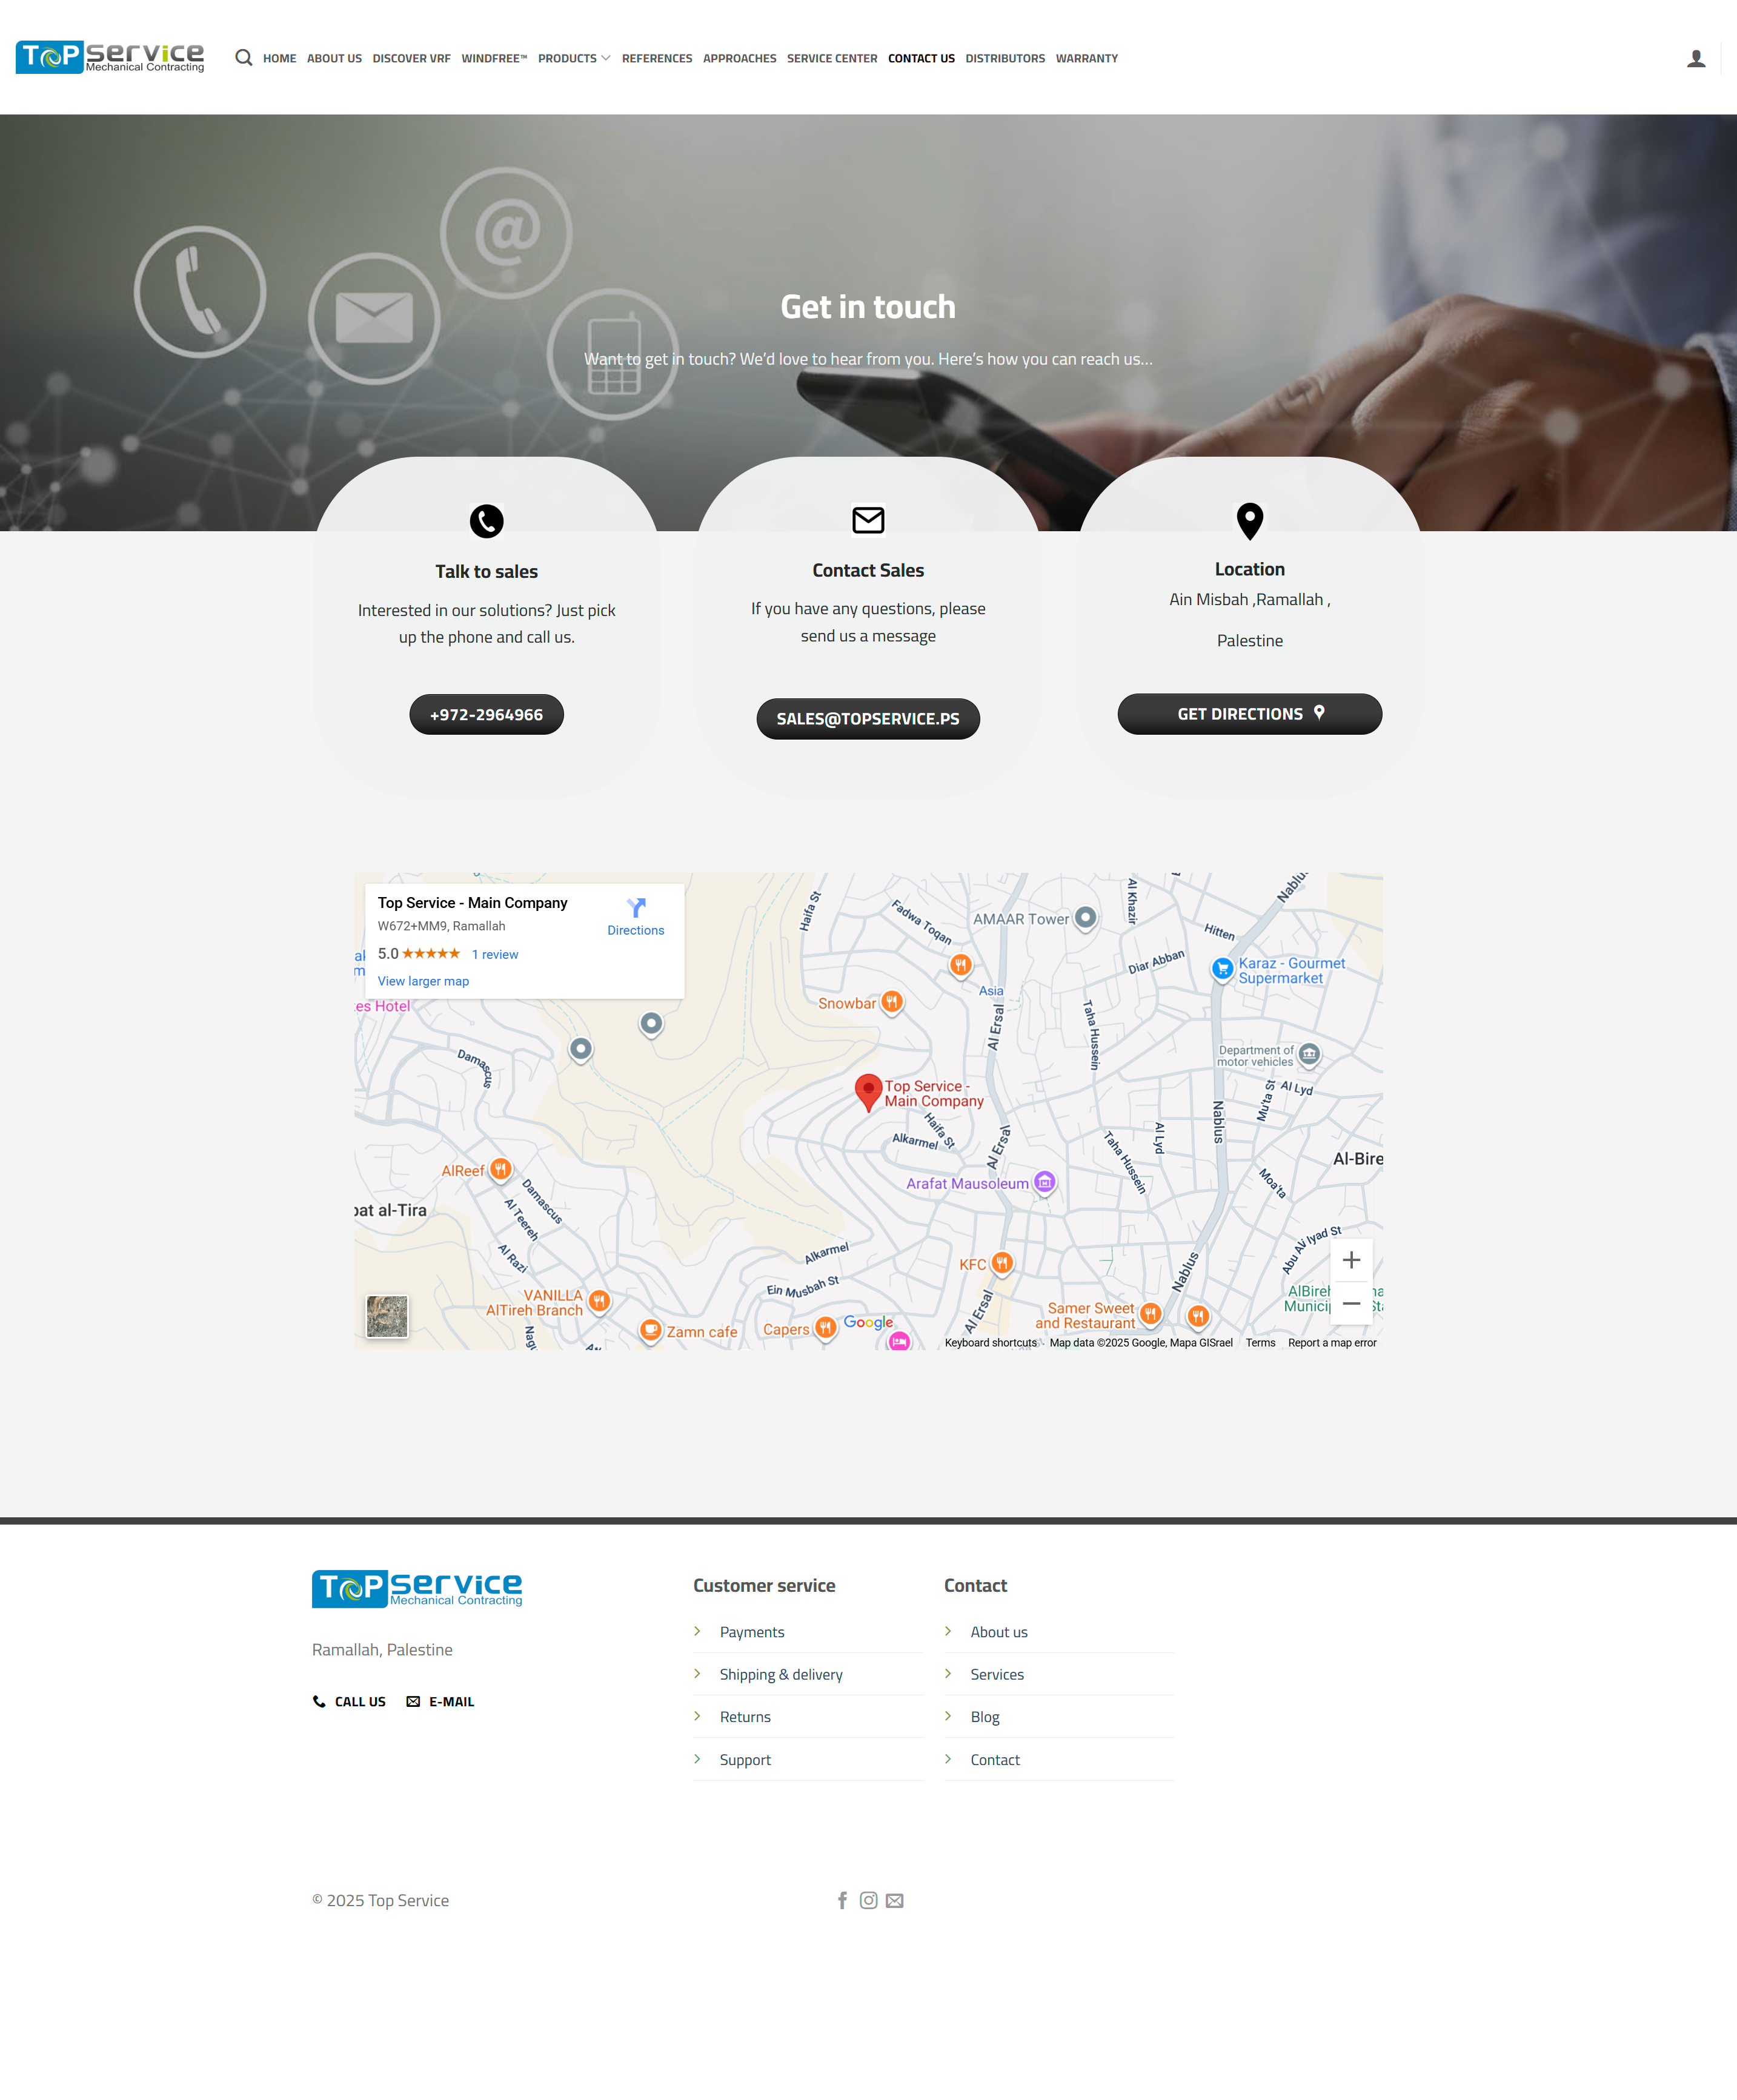 TOP service
Mechanical Contracting
HOME ABOUT US DISCOVER VRF WINDFREE™ PRODUCTS REFERENCES APPROACHES SERVICE CENTER CONTACT US DISTRIBUTORS WARRANTY
@
Get in touch
Want to get in touch? We'd love to hear from you. Here's how you can reach us...
Talk to sales
Interested in our solutions? Just pick
up the phone and call us.
+972-2964966
Contact Sales
If you have any questions, please
send us a message
SALES@TOPSERVICE.PS
Location
Ain Misbah ,Ramallah ,
Palestine
GET DIRECTIONS
Top Service - Main Company
W672+MM9, Ramallah
5.0 ★★★★★ 1 review
View larger map
Directions
es Hotel
Haifa St
Fadwa Toqan
AMAAR Tower
Al Khazir
Nablus
Hitten
Diar Abban
Karaz - Gourmet
Supermarket
Asia
Snowbar
Al Ersal
Taha Hussein
Department of
motor vehicles
Damascus
Mu'ta St
Al Lyd
Top Service -
Main Company
Haifa St
Alkarmel
Al Ersal
Nablus
Al Lyd
Taha Hussein
Al-Bire
AlReef
Arafat Mausoleum
Moa'ta
Damascus
Al Teereh
bat al-Tira
Al Razi
Alkarmel
KFC
Nablus
Ein Musbah St
VANILLA
AlTireh Branch
Al Ersal
Samer Sweet
and Restaurant
AlBireh
Zamn cafe
Capers
Google
Keyboard shortcuts Map data ©2025 Google, Mapa GISrael Terms Report a map error
TOP service
Mechanical Contracting
Ramallah, Palestine
CALL US E-MAIL
Customer service
Payments
Shipping & delivery
Returns
Support
Contact
About us
Services
Blog
Contact
© 2025 Top Service